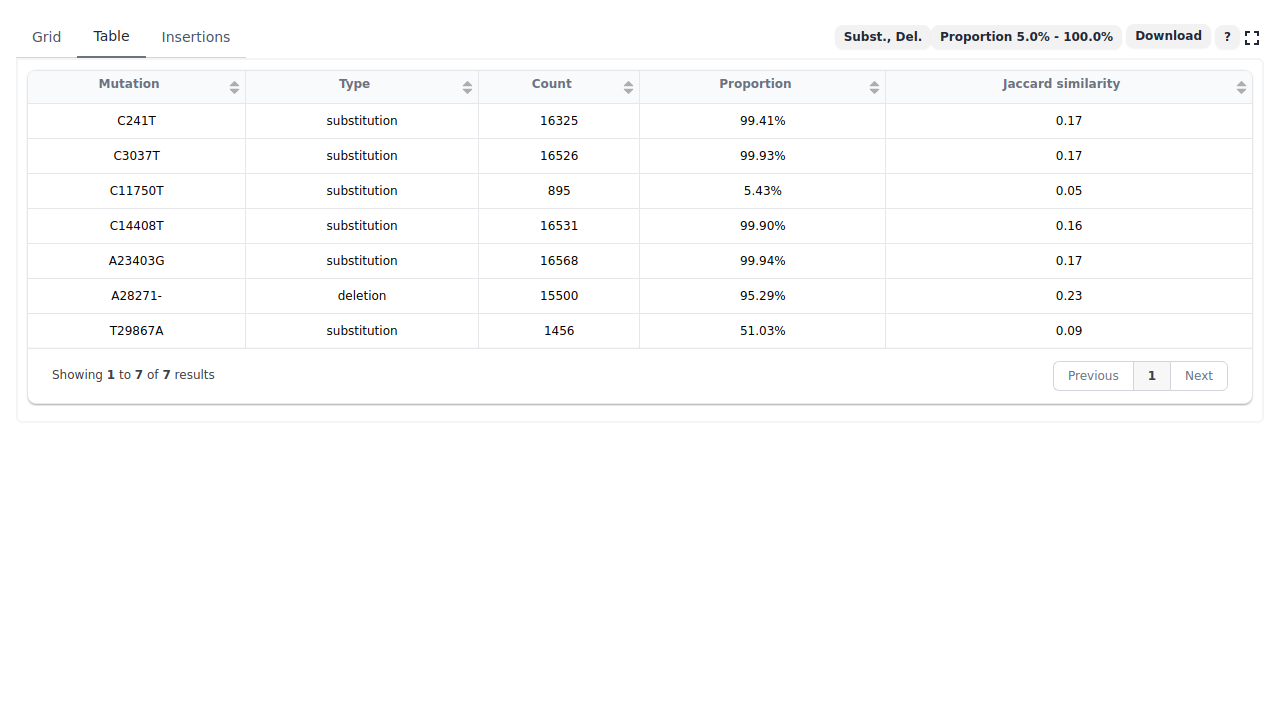 Grid Table Insertions Subst., Del. Proportion 5.0% - 100.0% Download ?
Mutation Type Count Proportion Jaccard similarity
C241T substitution 16325 99.41% 0.17
C3037T substitution 16526 99.93% 0.17
C11750T substitution 895 5.43% 0.05
C14408T substitution 16531 99.90% 0.16
A23403G substitution 16568 99.94% 0.17
A28271- deletion 15500 95.29% 0.23
T29867A substitution 1456 51.03% 0.09
Showing 1 to 7 of 7 results Previous 1 Next